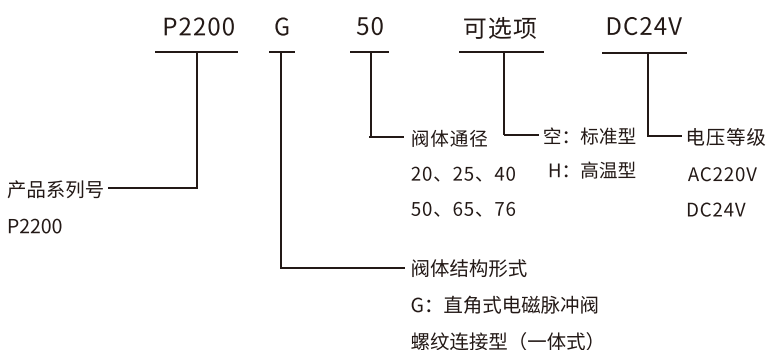 P2200 G 50 可选项 DC24V
阀体通径 空：标准型 电压等级
20、25、40 H：高温型 AC220V
产品系列号
50、65、76 DC24V
P2200
阀体结构形式
G：直角式电磁脉冲阀
螺纹连接型（一体式）